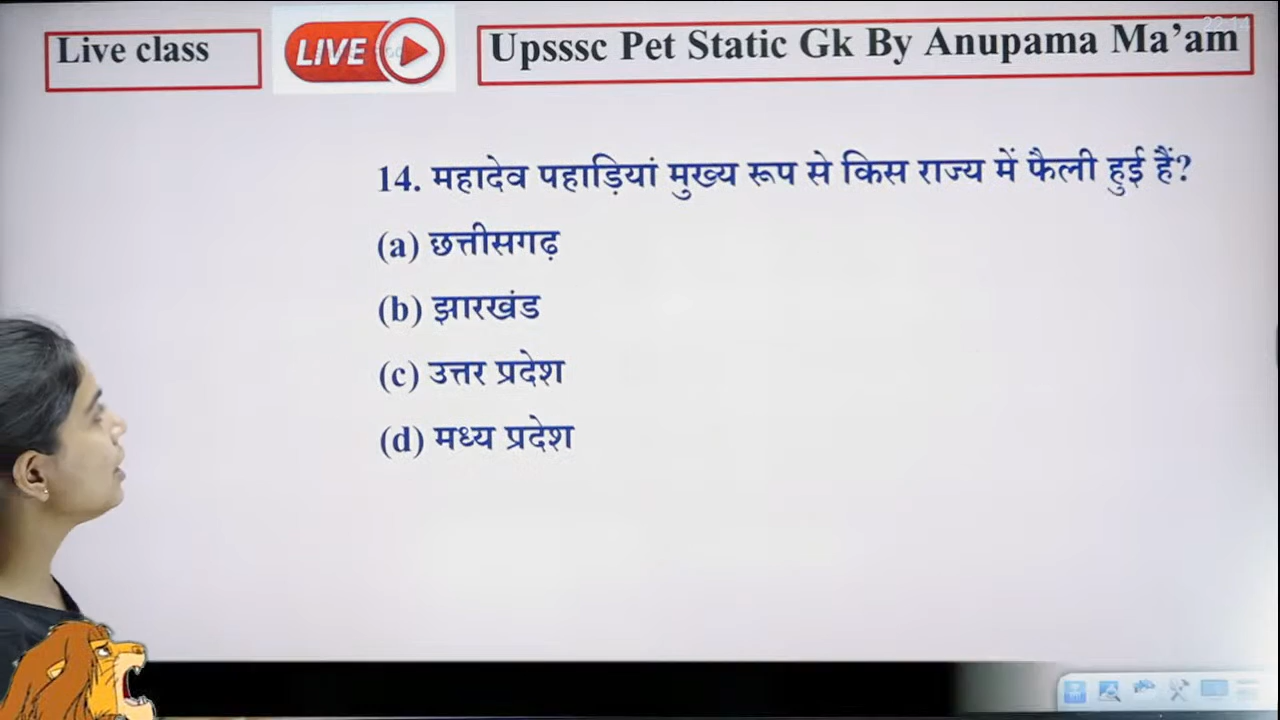 Live class
LIVE
Upsssc Pet Static Gk By Anupama Ma’am
14. महादेव पहाड़ियां मुख्य रूप से किस राज्य में फैली हुई हैं?
(a) छत्तीसगढ़
(b) झारखंड
(c) उत्तर प्रदेश
(d) मध्य प्रदेश